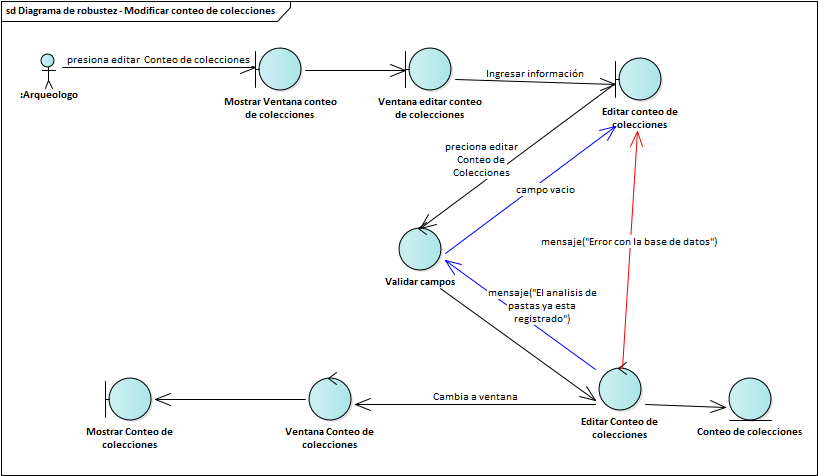 sd Diagrama de robustez - Modificar conteo de colecciones
presiona editar Conteo de colecciones
:Arqueologo
Mostrar Ventana conteo
de colecciones
Ventana editar conteo
de colecciones
Ingresar información
Editar conteo de
colecciones
preciona editar
Conteo de
Colecciones
campo vacio
mensaje("Error con la base de datos")
Validar campos
mensaje("El analisis de
pastas ya esta
registrado")
Cambia a ventana
Mostrar Conteo de
colecciones
Ventana Conteo de
colecciones
Editar Conteo de
colecciones
Conteo de colecciones